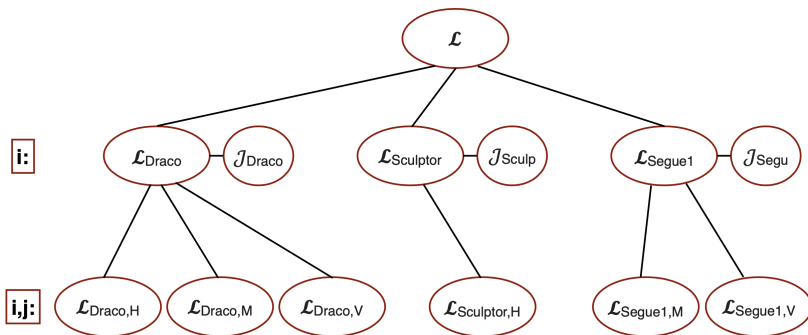 ℒ
i: ℒDraco 𝒥Draco ℒSculptor 𝒥Sculp ℒSegue1 𝒥Segu
i,j: ℒDraco,H ℒDraco,M ℒDraco,V ℒSculptor,H ℒSegue1,M ℒSegue1,V